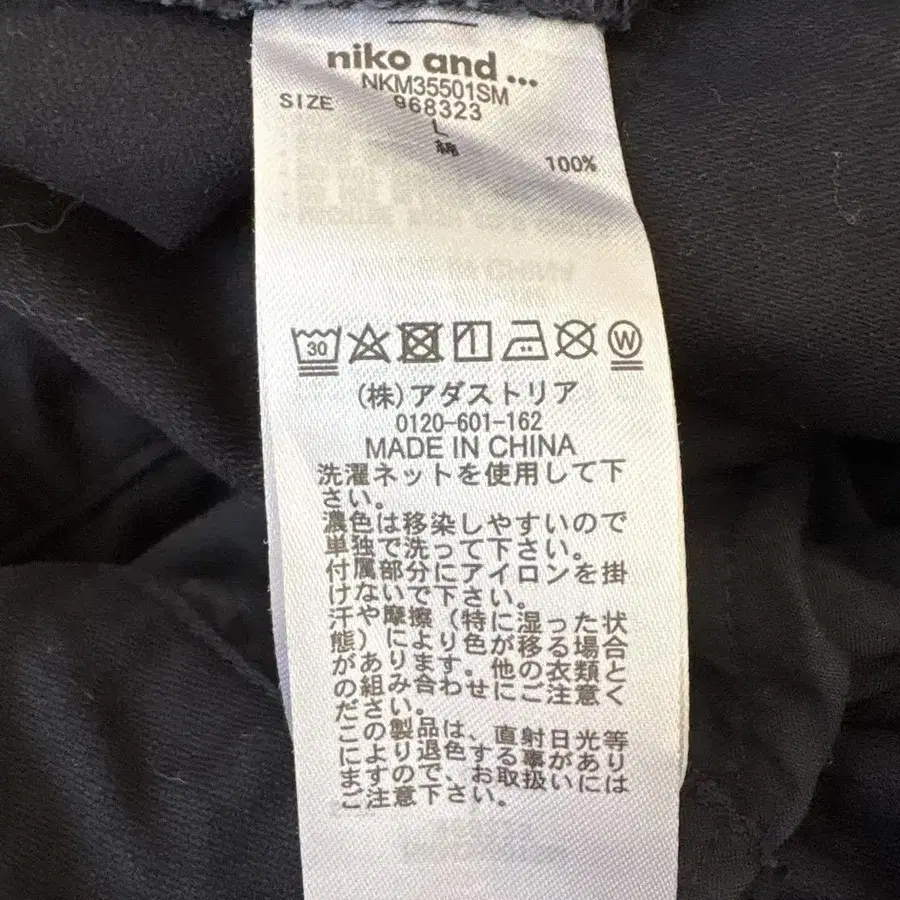 niko and ...
NKM35501SM
968323
SIZE
L
綿 100%
30
W
(株)アダストリア
0120-601-162
MADE IN CHINA
洗濯ネットを使用して下
さい。
濃色は移染しやすいので
単独で洗って下さい。
付属部分にアイロンを掛
けないで下さい。
汗や摩擦(特に湿った状
態)により色が移る場合
があります。他の衣類と
の組み合わせにご注意く
ださい。
この製品は、直射日光等
により退色する事があり
ますので、お取扱いには
ご注意下さい。